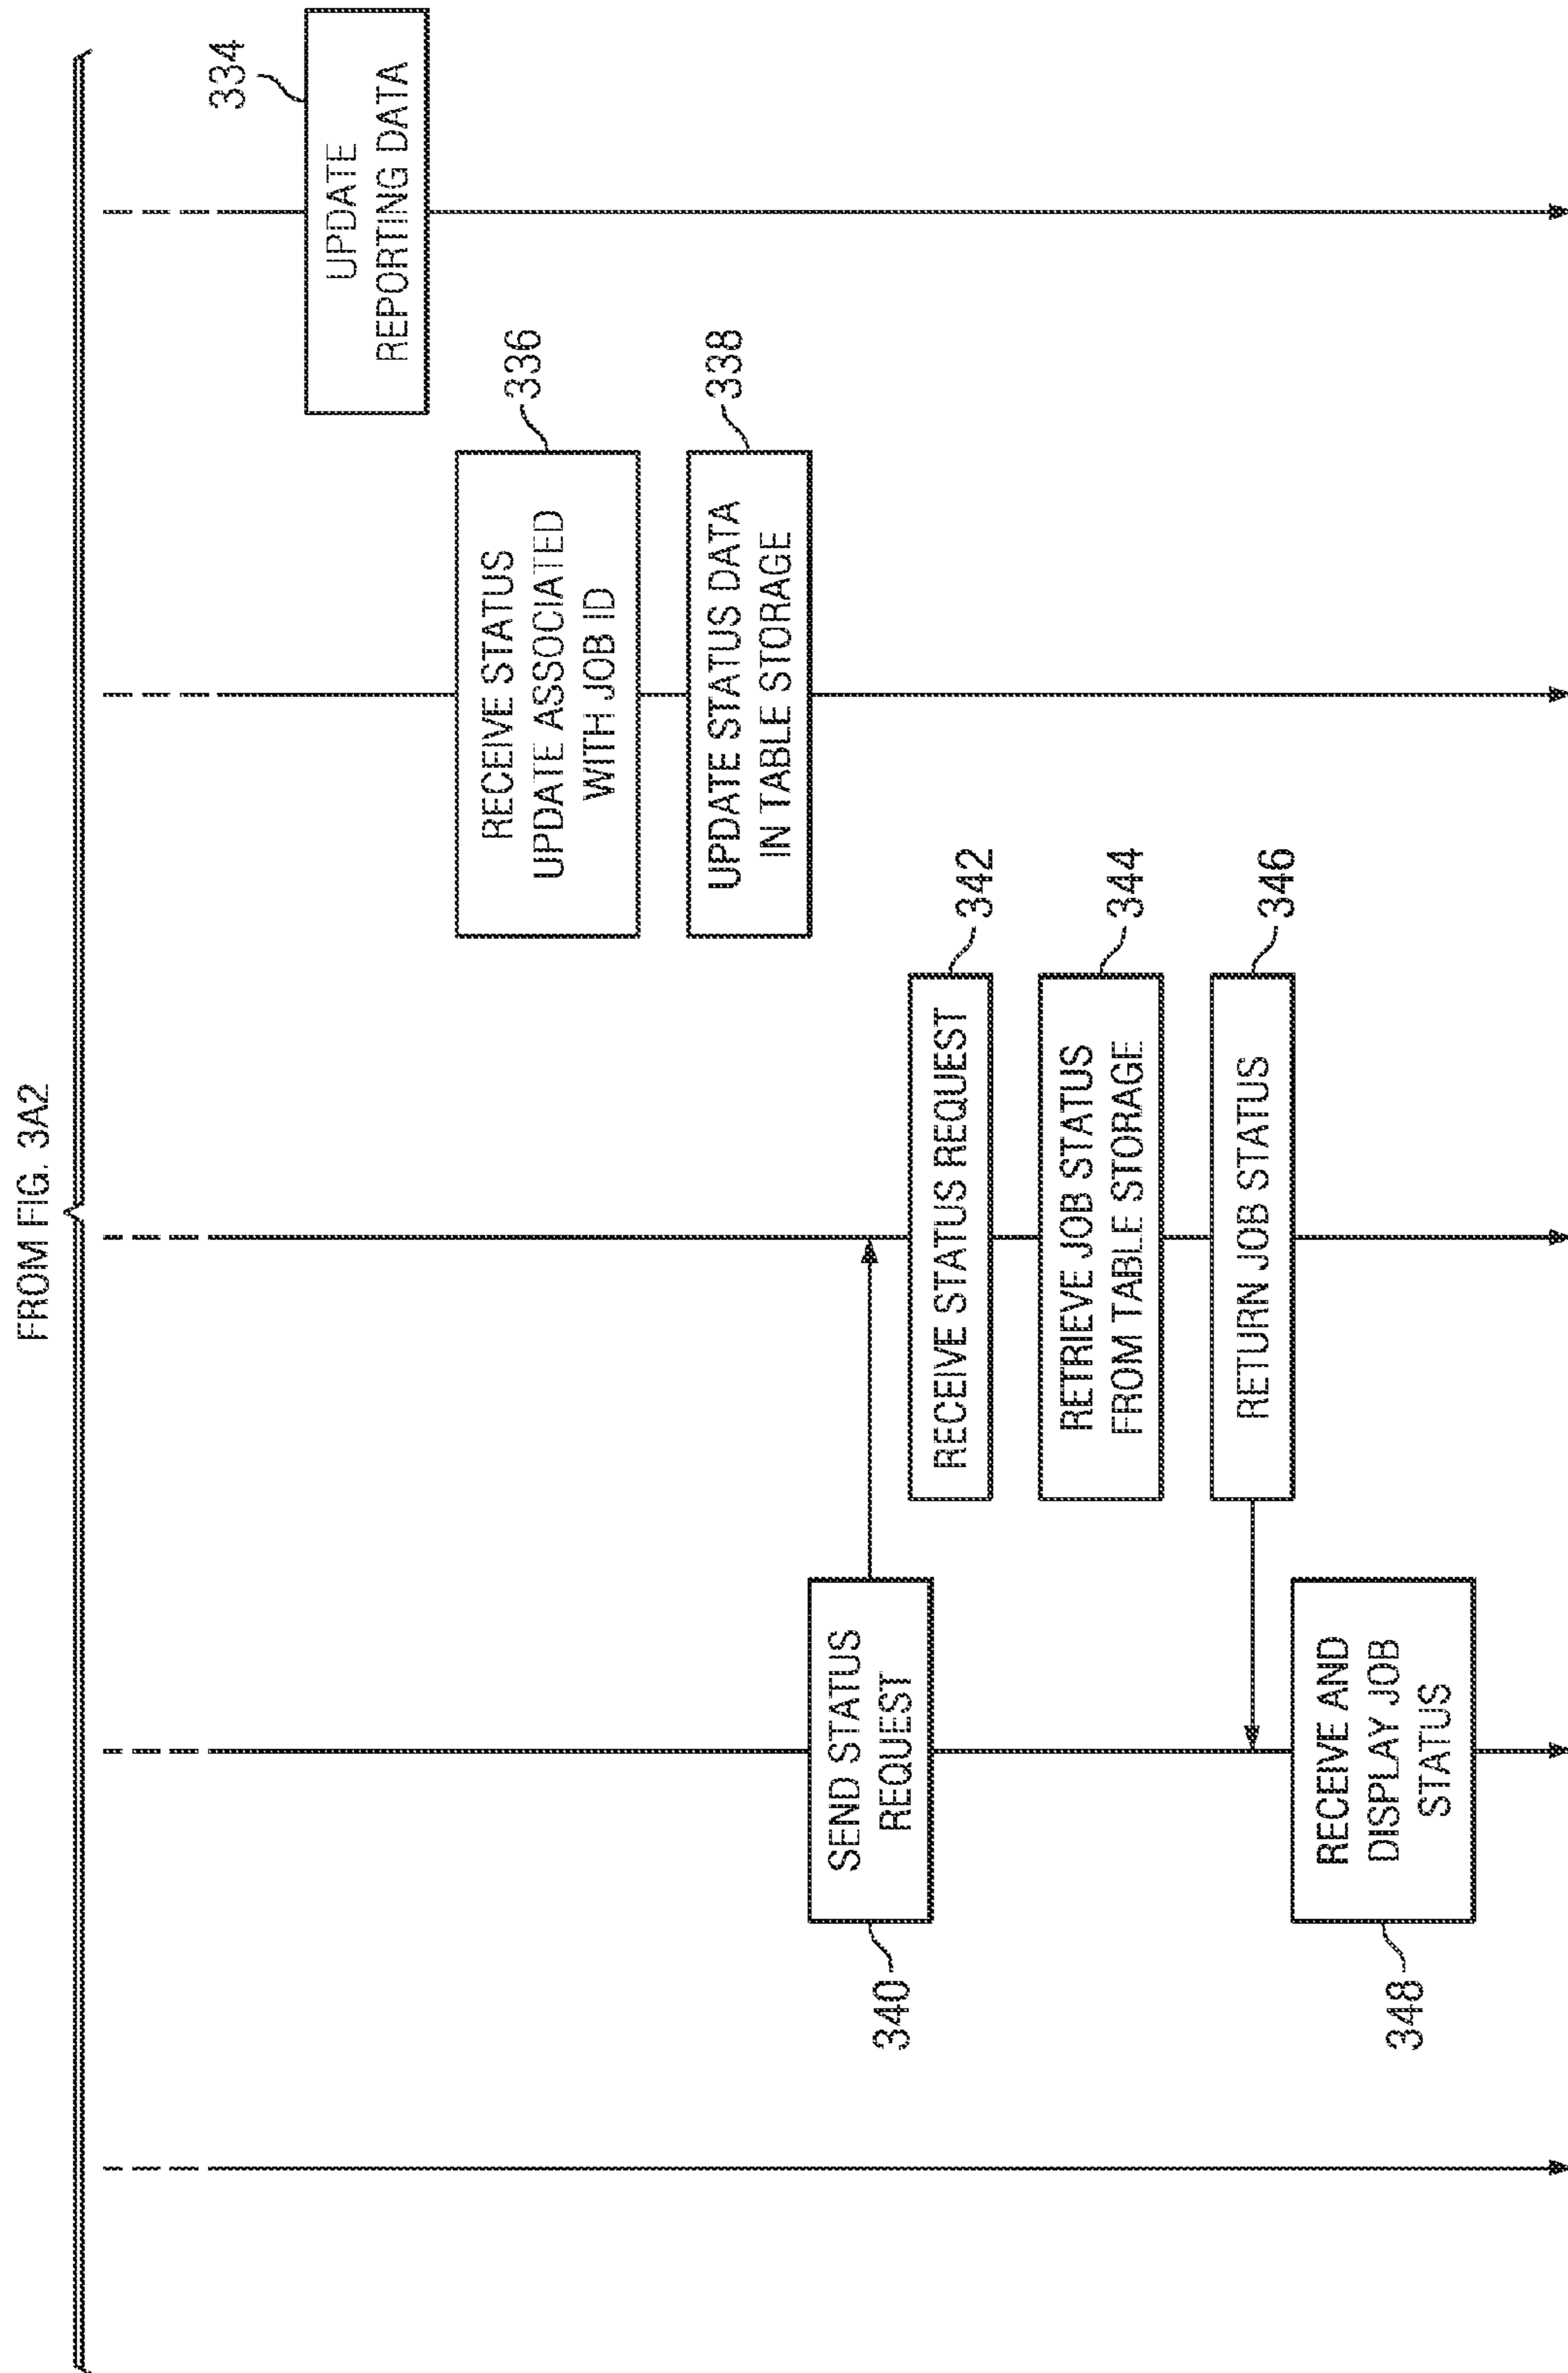 FROM FIG. 3A2
334
UPDATE
REPORTING DATA
RECEIVE STATUS
UPDATE ASSOCIATED
WITH JOB ID
336
UPDATE STATUS DATA
IN TABLE STORAGE
338
340
SEND STATUS
REQUEST
RECEIVE STATUS REQUEST
342
RETRIEVE JOB STATUS
FROM TABLE STORAGE
344
RETURN JOB STATUS
346
348
RECEIVE AND
DISPLAY JOB
STATUS